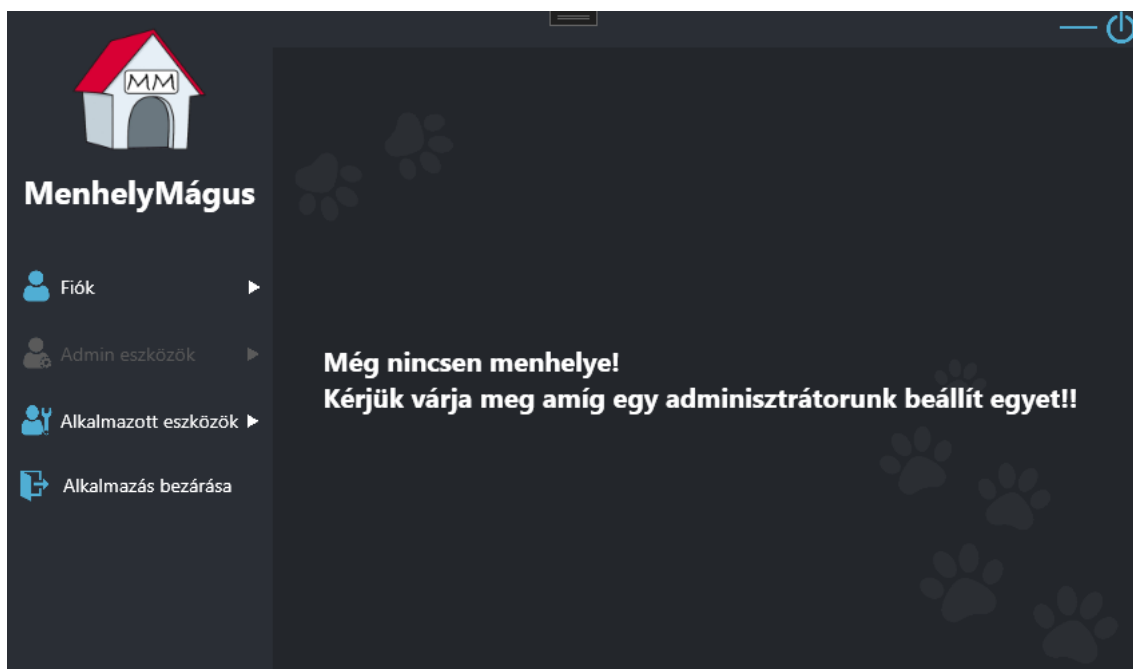 MM
MenhelyMágus
Fiók
Admin eszközök
Alkalmazott eszközök
Alkalmazás bezárása
Még nincsen menhelye!
Kérjük várja meg amíg egy adminisztrátorunk beállít egyet!!